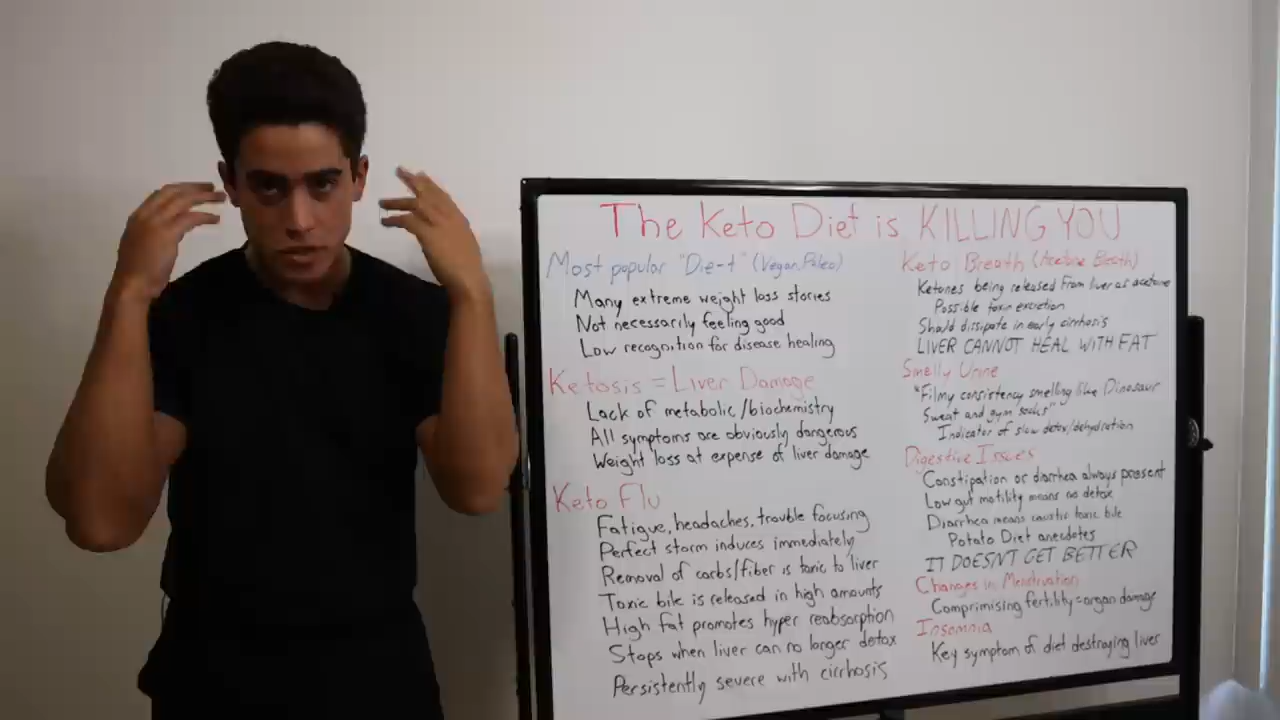 The Keto Diet is KILLING YOU
Most popular "Die-t" (Vegan, Paleo)
Many extreme weight loss stories
Not necessarily feeling good
Low recognition for disease healing
Ketosis = Liver Damage
Lack of metabolic/biochemistry
All symptoms are obviously dangerous
Weight loss at expense of liver damage
Keto Flu
Fatigue, headaches, trouble focusing
Perfect storm induces immediately
Removal of carbs/fiber is toxic to liver
Toxic bile is released in high amounts
High fat promotes hyper reabsorption
Stops when liver can no longer detox
Persistently severe with cirrhosis
Keto Breath (Acetone Breath)
Ketones being released from liver as acetone
Possible toxin excretion
Should dissipate in early cirrhosis
LIVER CANNOT HEAL WITH FAT
Smelly Urine
"Filmy consistency smelling like Dinosaur
Sweat and gym socks"
Indicator of slow detox/dehydration
Digestive Issues
Constipation or diarrhea always present
Low gut motility means no detox
Diarrhea means caustic toxic bile
Potato Diet anecdotes
IT DOESNT GET BETTER
Changes in Menstruation
Comprimising fertility = organ damage
Insomnia
Key symptom of diet destroying liver